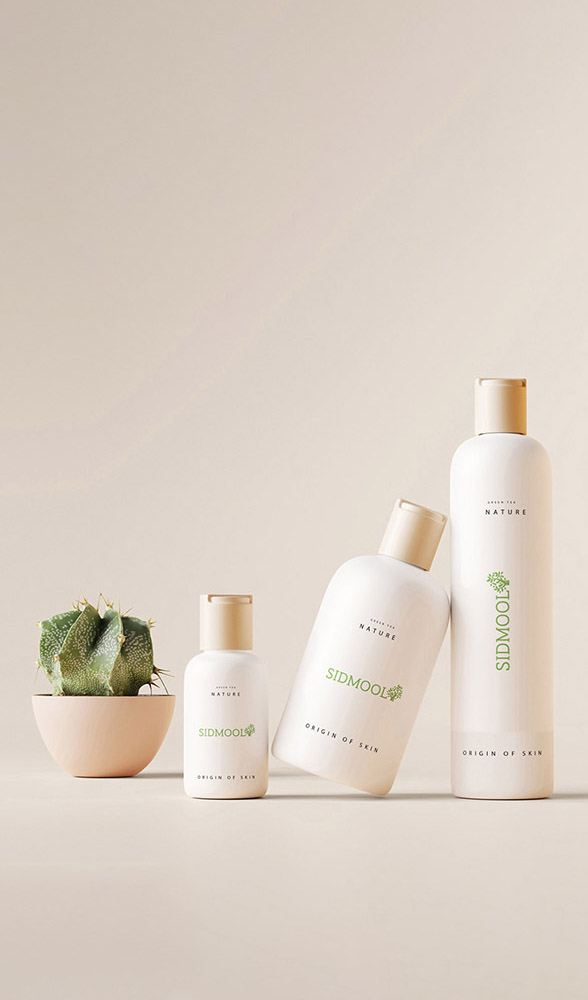 GREEN TEA
NATURE
SIDMOOL
ORIGIN OF SKIN
GREEN TEA
NATURE
SIDMOOL
ORIGIN OF SKIN
GREEN TEA
NATURE
SIDMOOL
ORIGIN OF SKIN